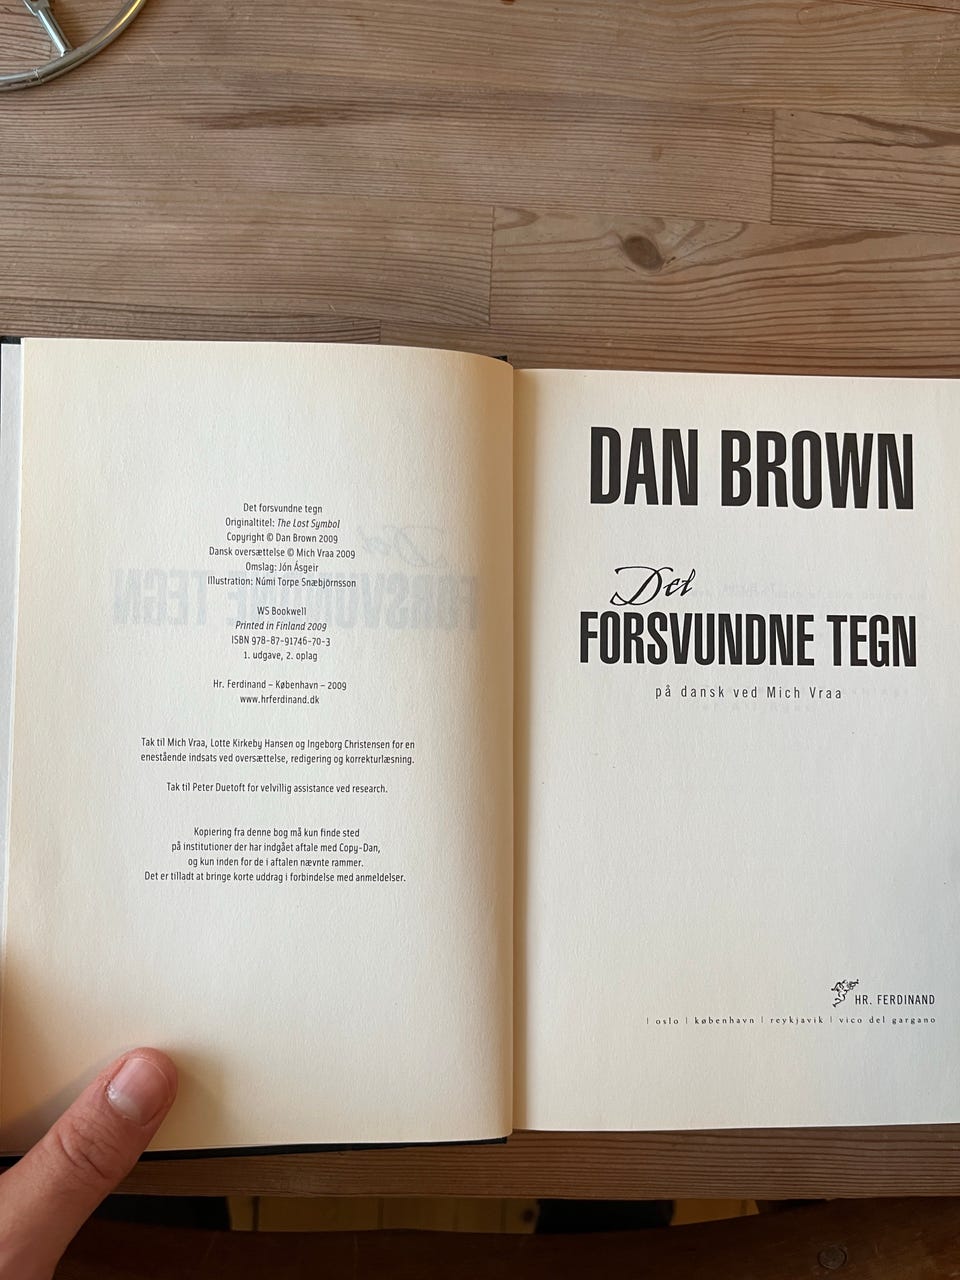 Det forsvundne tegn
Originaltitel: The Lost Symbol
Copyright © Dan Brown 2009
Dansk oversættelse © Mich Vraa 2009
Omslag: Jón Ásgeir
Illustration: Númi Torpe Snæbjörnsson
WS Bookwell
Printed in Finland 2009
ISBN 978-87-91746-70-3
1. udgave, 2. oplag
Hr. Ferdinand – København – 2009
www.hrferdinand.dk
Tak til Mich Vraa, Lotte Kirkeby Hansen og Ingeborg Christensen for en
enestående indsats ved oversættelse, redigering og korrekturlæsning.
Tak til Peter Duetoft for velvillig assistance ved research.
Kopiering fra denne bog må kun finde sted
på institutioner der har indgået aftale med Copy-Dan,
og kun inden for de i aftalen nævnte rammer.
Det er tilladt at bringe korte uddrag i forbindelse med anmeldelser.
DAN BROWN
Det
FORSVUNDNE TEGN
på dansk ved Mich Vraa
HR. FERDINAND
| oslo | københavn | reykjavik | vico del gargano